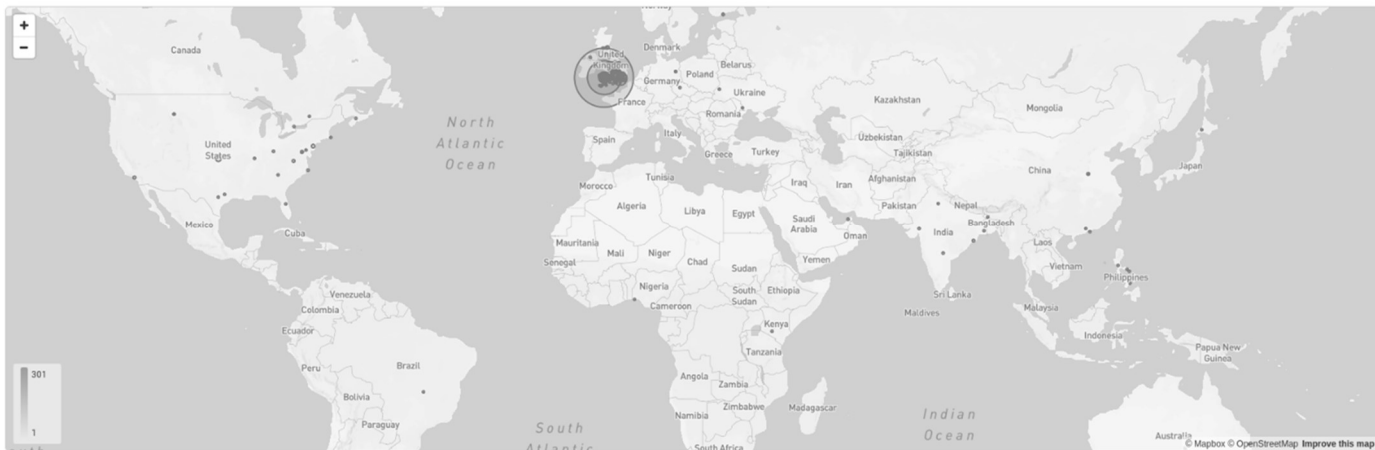 Norway
+
−
Canada
United
Kingdom
Denmark
Belarus
Germany
Poland
Ukraine
France
Kazakhstan
Mongolia
Romania
North
Atlantic
Ocean
United
States
Spain
Italy
Greece
Turkey
Uzbekistan
Tajikistan
China
Japan
Morocco
Tunisia
Iraq
Iran
Afghanistan
Pakistan
Nepal
Algeria
Libya
Egypt
Saudi
Arabia
Mexico
Cuba
Oman
India
Bangladesh
Laos
Mauritania
Mali
Niger
Chad
Sudan
Yemen
Senegal
Vietnam
Philippines
Nigeria
South
Sudan
Ethiopia
Sri Lanka
Venezuela
Colombia
Cameroon
Maldives
Malaysia
Ecuador
Kenya
Indonesia
Papua New
Guinea
Tanzania
Peru
Brazil
301
1
Angola
Zambia
Bolivia
Zimbabwe
Madagascar
Namibia
Paraguay
South
Atlantic
Indian
Ocean
South Africa
Australia
© Mapbox © OpenStreetMap Improve this map